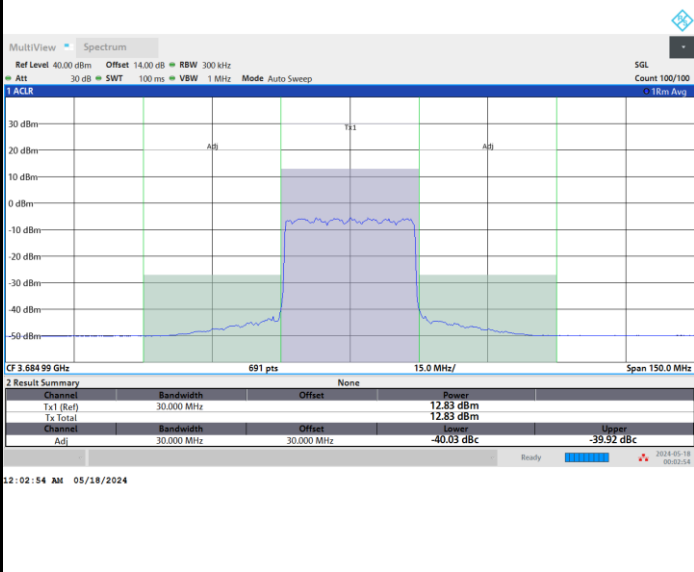 MultiView Spectrum
Ref Level 40.00 dBm Offset 14.00 dB RBW 300 kHz SGL
Att 30 dB SWT 100 ms VBW 1 MHz Mode Auto Sweep Count 100/100
1 ACLR 1Rm Avg
30 dBm
Tx1
20 dBm
Adj Adj
10 dBm
0 dBm
-10 dBm
-20 dBm
-30 dBm
-40 dBm
-50 dBm
CF 3.684 99 GHz 691 pts 15.0 MHz/ Span 150.0 MHz
2 Result Summary None
Channel Bandwidth Offset Power
Tx1 (Ref) 30.000 MHz 12.83 dBm
Tx Total 12.83 dBm
Channel Bandwidth Offset Lower Upper
Adj 30.000 MHz 30.000 MHz -40.03 dBc -39.92 dBc
Ready 2024-05-18
00:02:54
12:02:54 AM 05/18/2024